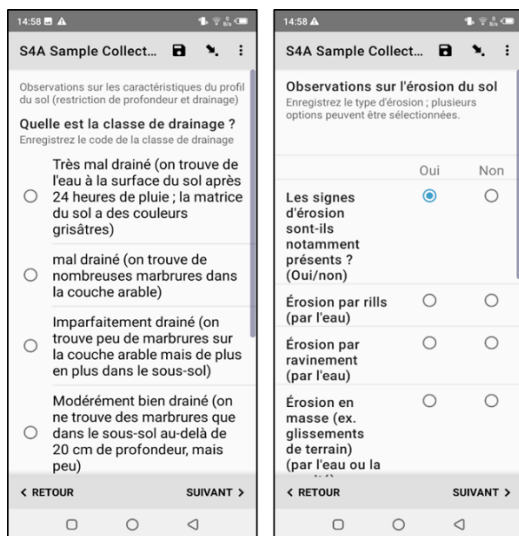 14:58
S4A Sample Collect...
Observations sur les caractéristiques du profil
du sol (restriction de profondeur et drainage)
Quelle est la classe de drainage ?
Enregistrez le code de la classe de drainage
Très mal drainé (on trouve de
l'eau à la surface du sol après
24 heures de pluie ; la matrice
du sol a des couleurs
grisâtres)
mal drainé (on trouve de
nombreuses marbrures dans
la couche arable)
Imparfaitement drainé (on
trouve peu de marbrures sur
la couche arable mais de plus
en plus dans le sous-sol)
Modérément bien drainé (on
ne trouve des marbrures que
dans le sous-sol au-delà de
20 cm de profondeur, mais
peu)
< RETOUR SUIVANT >
14:58
S4A Sample Collect...
Observations sur l'érosion du sol
Enregistrez le type d'érosion ; plusieurs
options peuvent être sélectionnées.
Oui Non
Les signes
d'érosion
sont-ils
notamment
présents ?
(Oui/non)
Érosion par rills
(par l'eau)
Érosion par
ravinement
(par l'eau)
Érosion en
masse (ex.
glissements
de terrain)
(par l'eau ou la
< RETOUR SUIVANT >